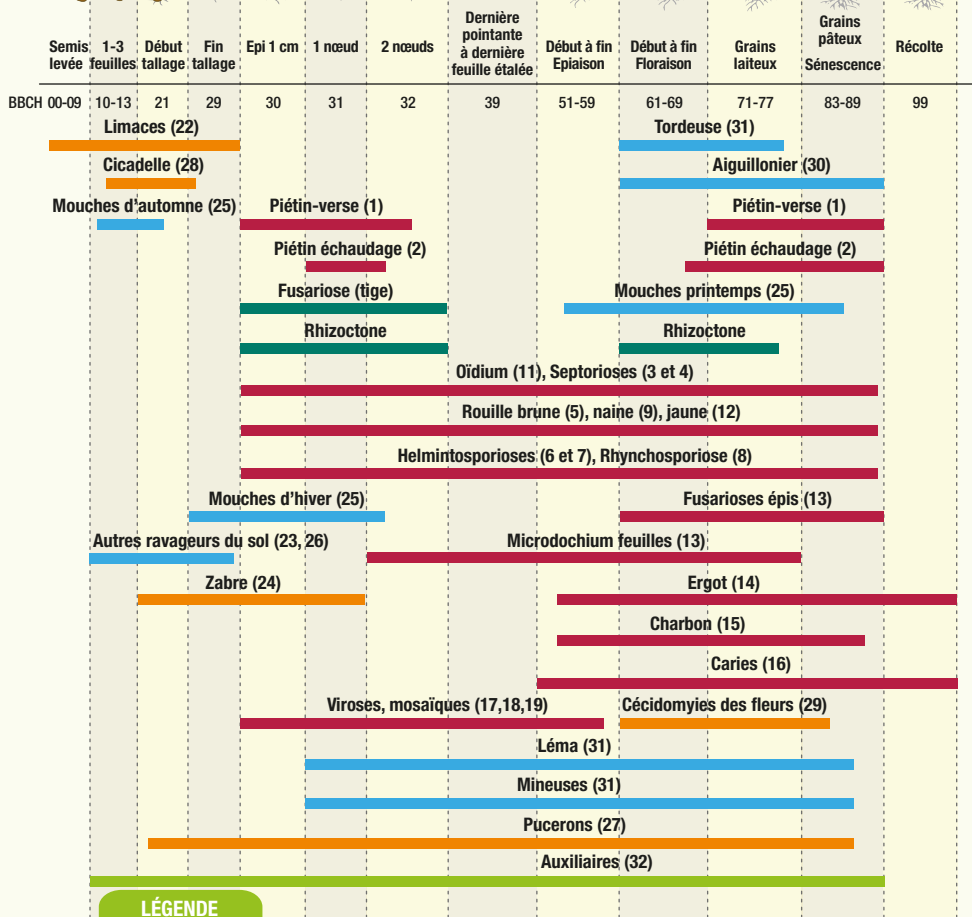 Semis levée
1-3 feuilles
Début tallage
Fin tallage
Epi 1 cm
1 nœud
2 nœuds
Dernière pointante à dernière feuille étalée
Début à fin Epiaison
Début à fin Floraison
Grains laiteux
Grains pâteux
Sénescence
Récolte
BBCH 00-09 10-13 21 29 30 31 32 39 51-59 61-69 71-77 83-89 99
Limaces (22)
Tordeuse (31)
Cicadelle (28)
Aiguillonier (30)
Mouches d'automne (25)
Piétin-verse (1)
Piétin-verse (1)
Piétin échaudage (2)
Piétin échaudage (2)
Fusariose (tige)
Mouches printemps (25)
Rhizoctone
Rhizoctone
Oïdium (11), Septorioses (3 et 4)
Rouille brune (5), naine (9), jaune (12)
Helmintosporioses (6 et 7), Rhynchosporiose (8)
Mouches d'hiver (25)
Fusarioses épis (13)
Autres ravageurs du sol (23, 26)
Microdochium feuilles (13)
Zabre (24)
Ergot (14)
Charbon (15)
Caries (16)
Viroses, mosaïques (17,18,19)
Cécidomyies des fleurs (29)
Léma (31)
Mineuses (31)
Pucerons (27)
Auxiliaires (32)
LÉGENDE